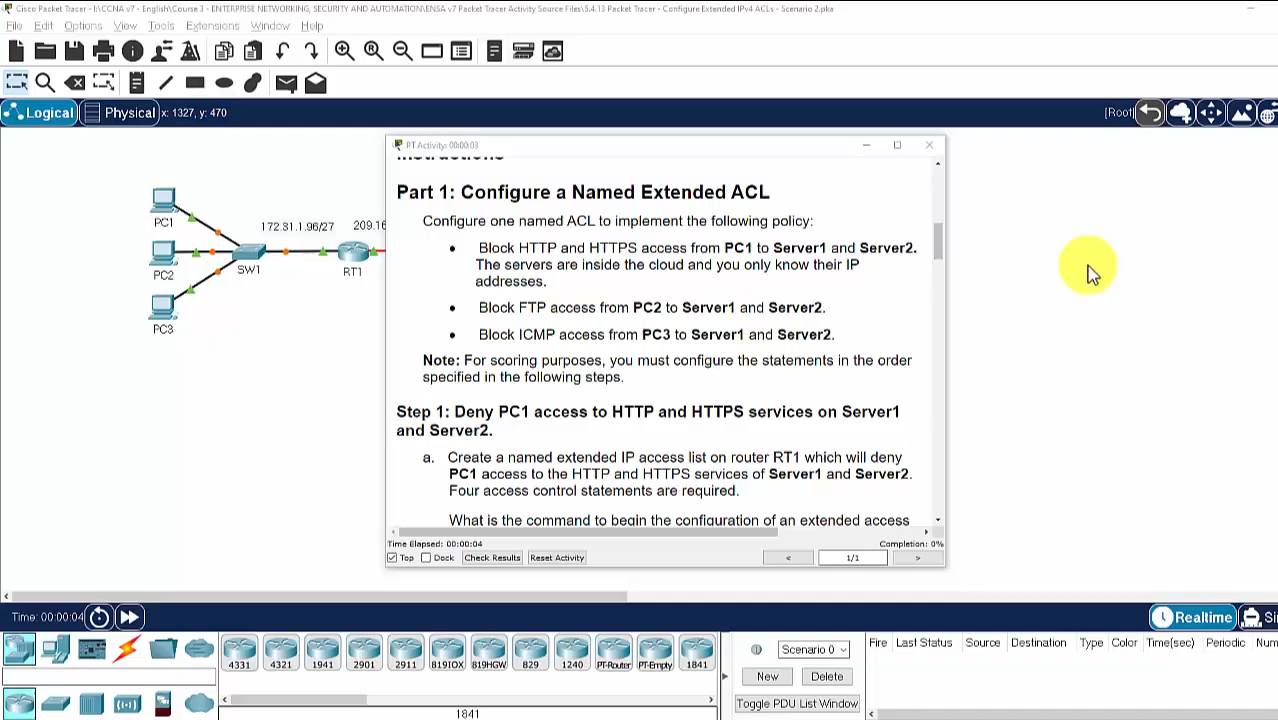 Cisco Packet Tracer - I:\CCNA v7 - English\Course 3 - ENTERPRISE NETWORKING, SECURITY AND AUTOMATION\ENSA v7 Packet Tracer Activity Source Files\5.4.13 Packet Tracer - Configure Extended IPv4 ACLs - Scenario 2.pka
File Edit Options View Tools Extensions Window Help
Logical Physical x: 1327, y: 470 [Root]
PT Activity: 00:00:03
Instructions
Part 1: Configure a Named Extended ACL
Configure one named ACL to implement the following policy:
• Block HTTP and HTTPS access from PC1 to Server1 and Server2.
The servers are inside the cloud and you only know their IP
addresses.
• Block FTP access from PC2 to Server1 and Server2.
• Block ICMP access from PC3 to Server1 and Server2.
Note: For scoring purposes, you must configure the statements in the order
specified in the following steps.
Step 1: Deny PC1 access to HTTP and HTTPS services on Server1
and Server2.
a. Create a named extended IP access list on router RT1 which will deny
PC1 access to the HTTP and HTTPS services of Server1 and Server2.
Four access control statements are required.
What is the command to begin the configuration of an extended access
Time Elapsed: 00:00:04 Completion: 0%
Top Dock Check Results Reset Activity < 1/1 >
PC1
172.31.1.96/27 209.16
PC2
SW1
RT1
PC3
Time: 00:00:04 Realtime Si
4331 4321 1941 2901 2911 819IOX 819HGW 829 1240 PT-Router PT-Empty 1841
1841
Scenario 0
New Delete
Toggle PDU List Window
Fire Last Status Source Destination Type Color Time(sec) Periodic Num